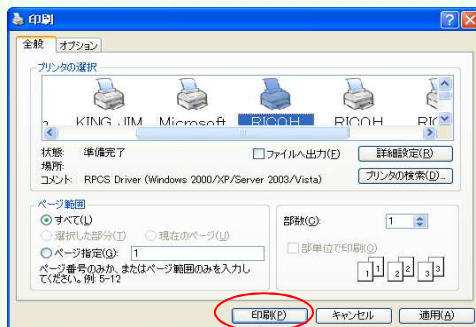 印刷
全般 オプション
プリンタの選択
KING JIM Microsoft RICOH RICOH
状態: 準備完了 ファイルへ出力(F) 詳細設定(R)
場所:
コメント: RPCS Driver (Windows 2000/XP/Server 2003/Vista) プリンタの検索(D)...
ページ範囲
すべて(L) 部数(C): 1
選択した部分(T) 現在のページ(U) 部単位で印刷(O)
ページ指定(G): 1
ページ番号のみか、またはページ範囲のみを入力し
てください。例: 5-12
1 1 2 2 3 3
印刷(P) キャンセル 適用(A)